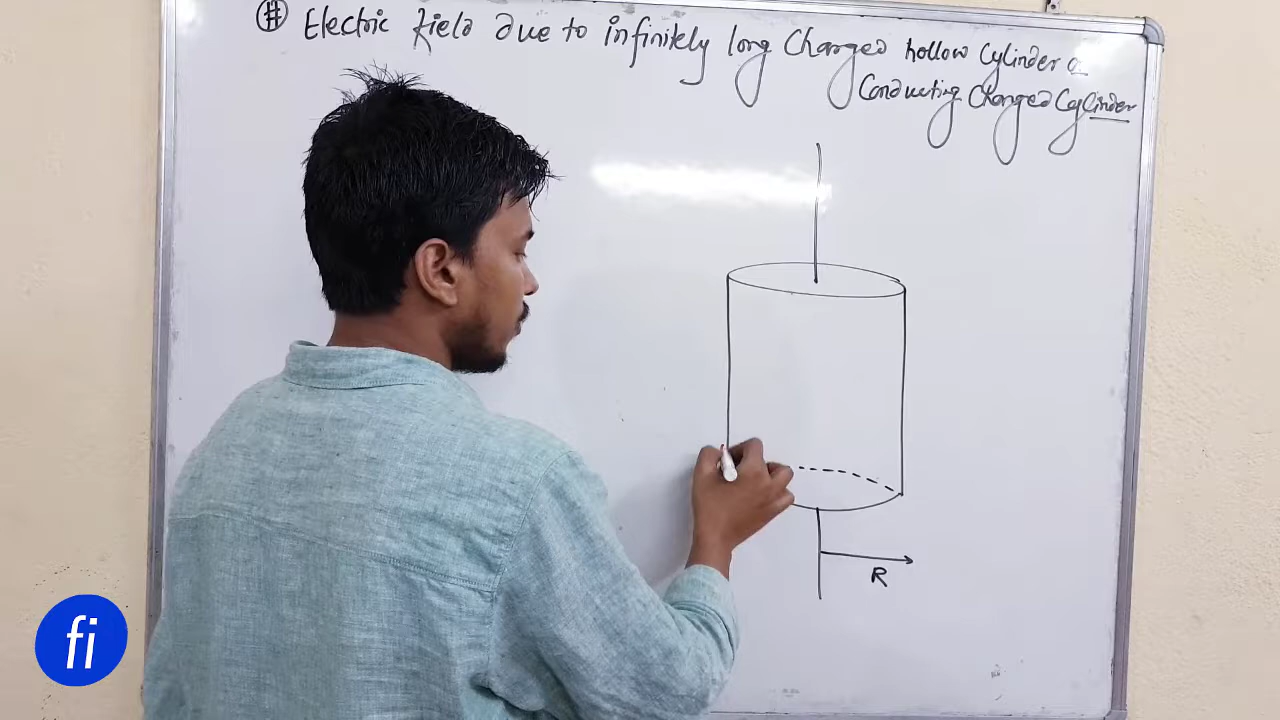 # Electric field due to infinitely long Charged hollow Cylinder or
Conducting Charged Cylinder
R
fi